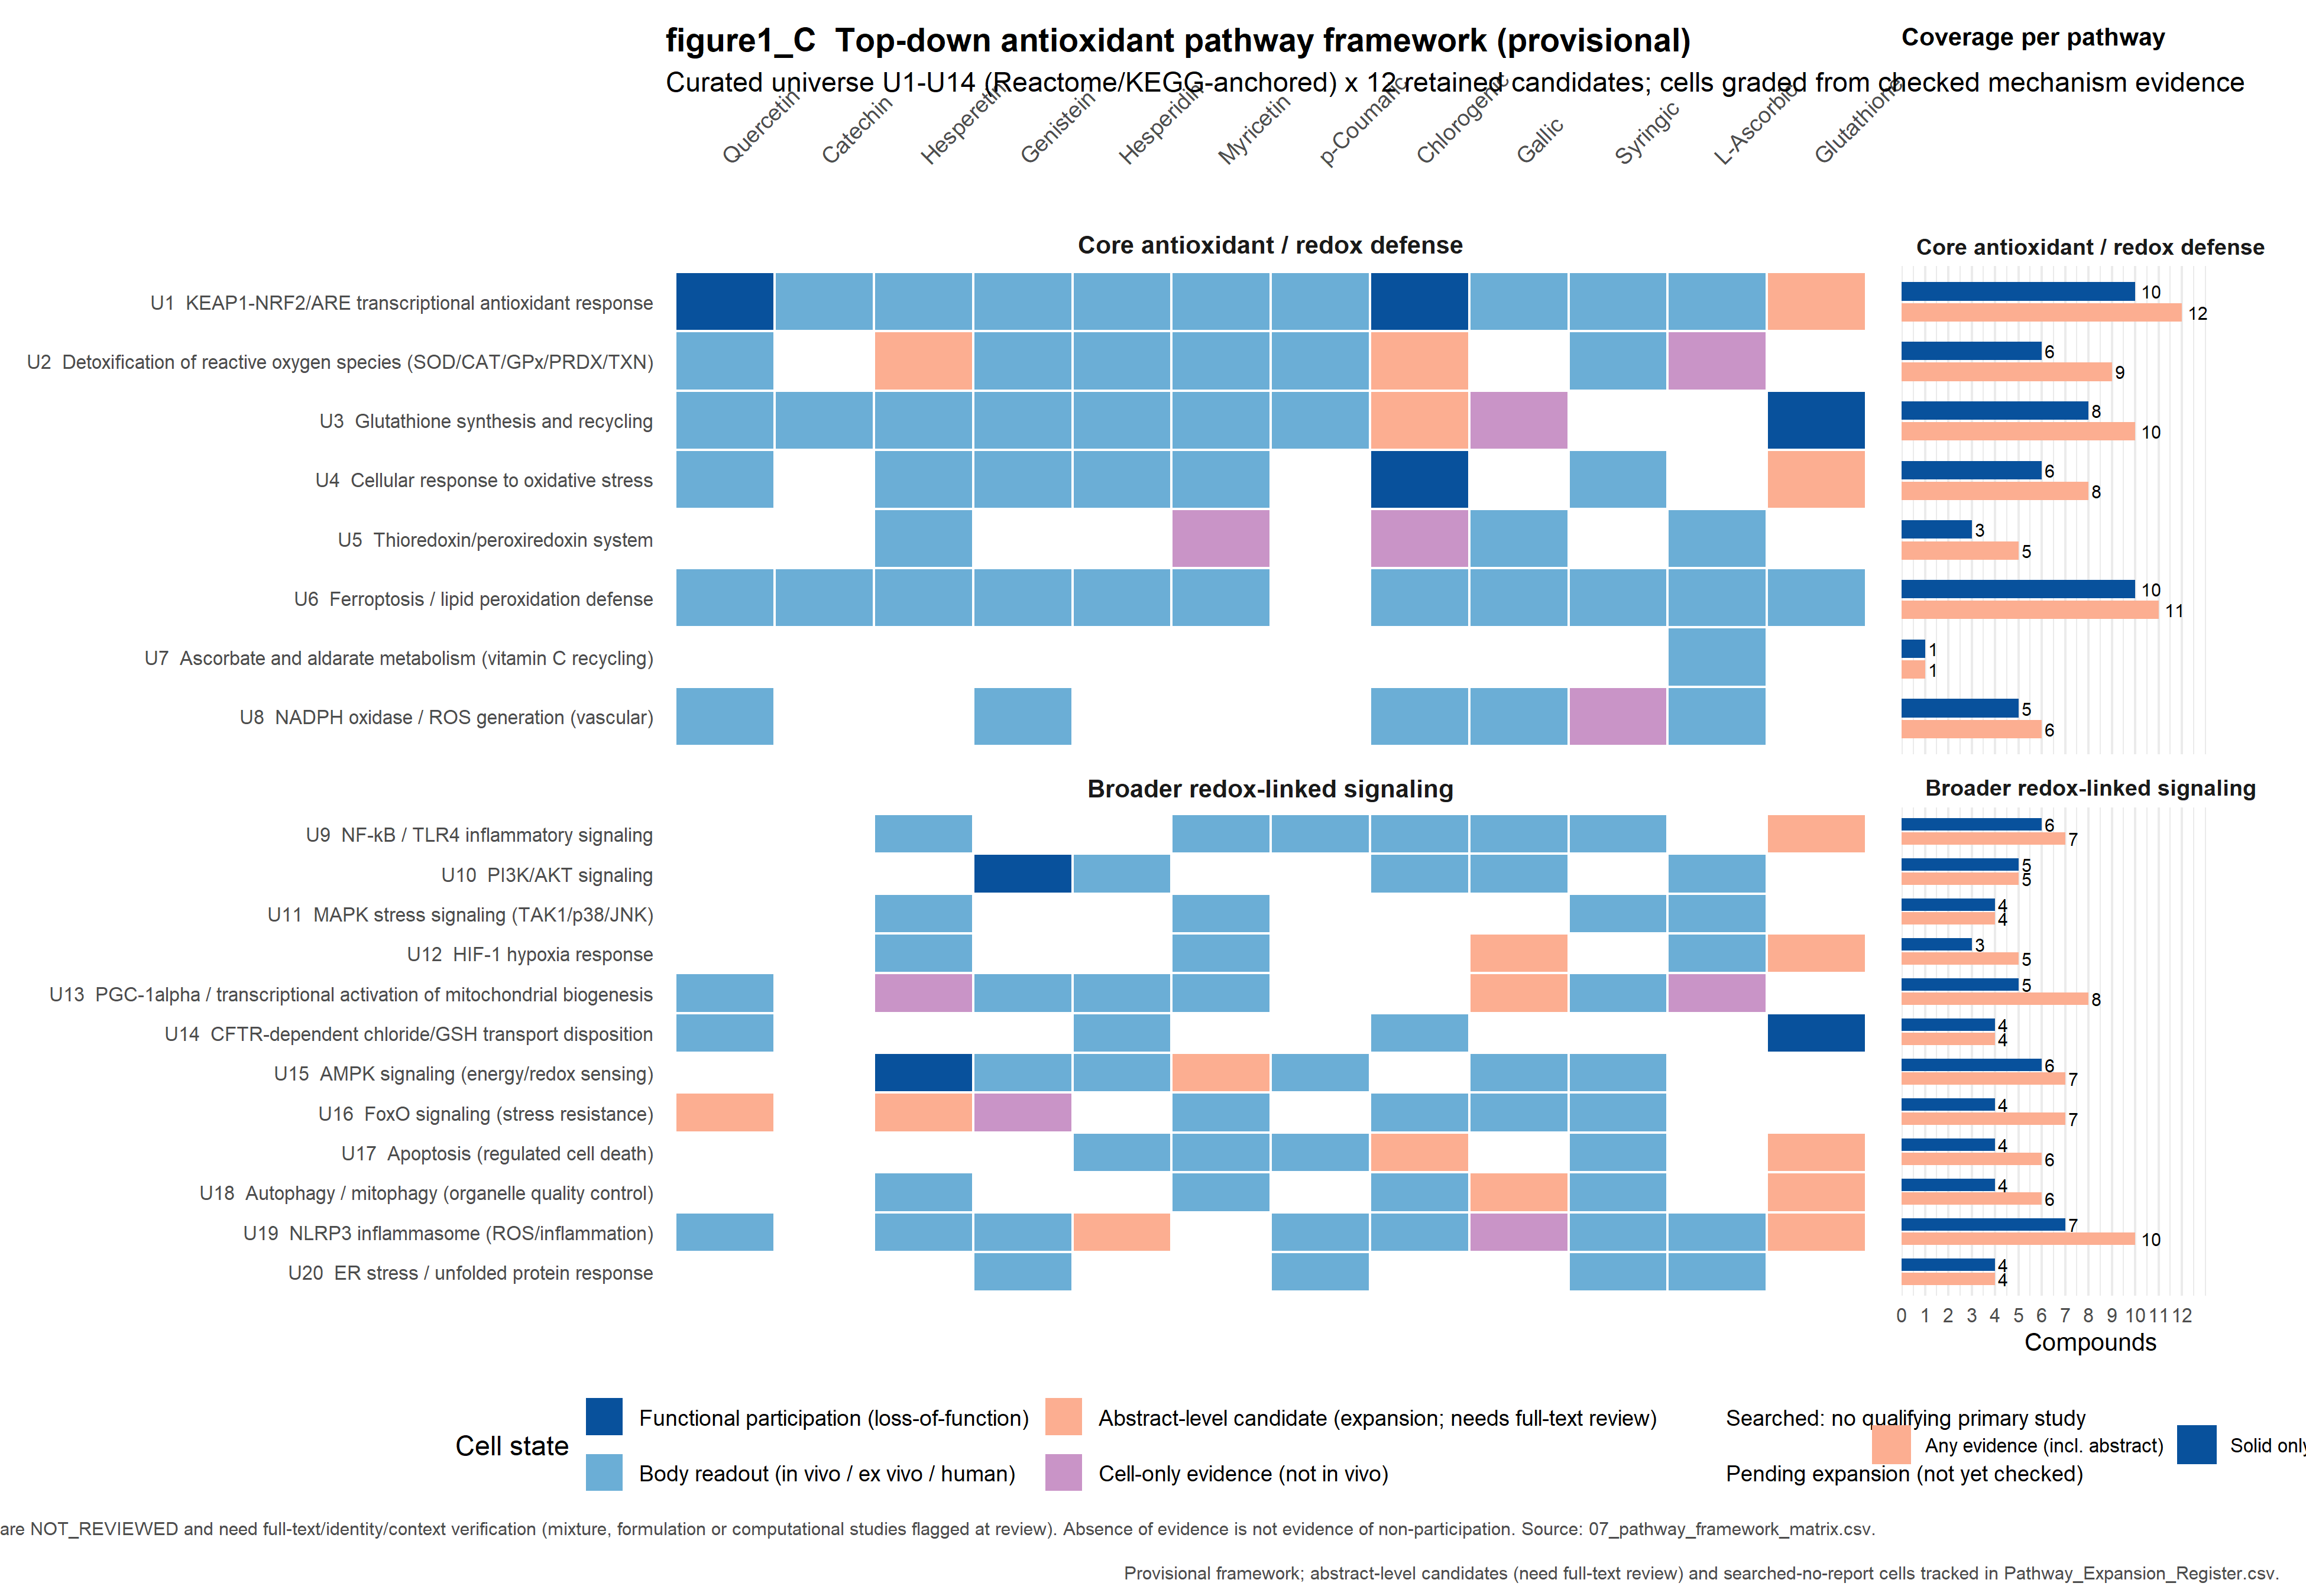 figure1_C  Top-down antioxidant pathway framework (provisional)
Coverage per pathway
Curated universe U1-U14 (Reactome/KEGG-anchored) x 12 retained candidates; cells graded from checked mechanism evidence
Quercetin
Catechin
Hesperetin
Genistein
Hesperidin
Myricetin
p-Coumaric
Chlorogenic
Gallic
Syringic
L-Ascorbic
Glutathione
Core antioxidant / redox defense
Core antioxidant / redox defense
U1  KEAP1-NRF2/ARE transcriptional antioxidant response
10
12
U2  Detoxification of reactive oxygen species (SOD/CAT/GPx/PRDX/TXN)
6
9
U3  Glutathione synthesis and recycling
8
10
U4  Cellular response to oxidative stress
6
8
U5  Thioredoxin/peroxiredoxin system
3
5
U6  Ferroptosis / lipid peroxidation defense
10
11
U7  Ascorbate and aldarate metabolism (vitamin C recycling)
1
1
U8  NADPH oxidase / ROS generation (vascular)
5
6
Broader redox-linked signaling
Broader redox-linked signaling
U9  NF-kB / TLR4 inflammatory signaling
6
7
U10  PI3K/AKT signaling
5
5
U11  MAPK stress signaling (TAK1/p38/JNK)
4
4
U12  HIF-1 hypoxia response
3
5
U13  PGC-1alpha / transcriptional activation of mitochondrial biogenesis
5
8
U14  CFTR-dependent chloride/GSH transport disposition
4
4
U15  AMPK signaling (energy/redox sensing)
6
7
U16  FoxO signaling (stress resistance)
4
7
U17  Apoptosis (regulated cell death)
4
6
U18  Autophagy / mitophagy (organelle quality control)
4
6
U19  NLRP3 inflammasome (ROS/inflammation)
7
10
U20  ER stress / unfolded protein response
4
4
0 1 2 3 4 5 6 7 8 9 10 11 12
Compounds
Cell state
Functional participation (loss-of-function)
Abstract-level candidate (expansion; needs full-text review)
Searched: no qualifying primary study
Body readout (in vivo / ex vivo / human)
Cell-only evidence (not in vivo)
Pending expansion (not yet checked)
Any evidence (incl. abstract)
Solid only
are NOT_REVIEWED and need full-text/identity/context verification (mixture, formulation or computational studies flagged at review). Absence of evidence is not evidence of non-participation. Source: 07_pathway_framework_matrix.csv.
Provisional framework; abstract-level candidates (need full-text review) and searched-no-report cells tracked in Pathway_Expansion_Register.csv.